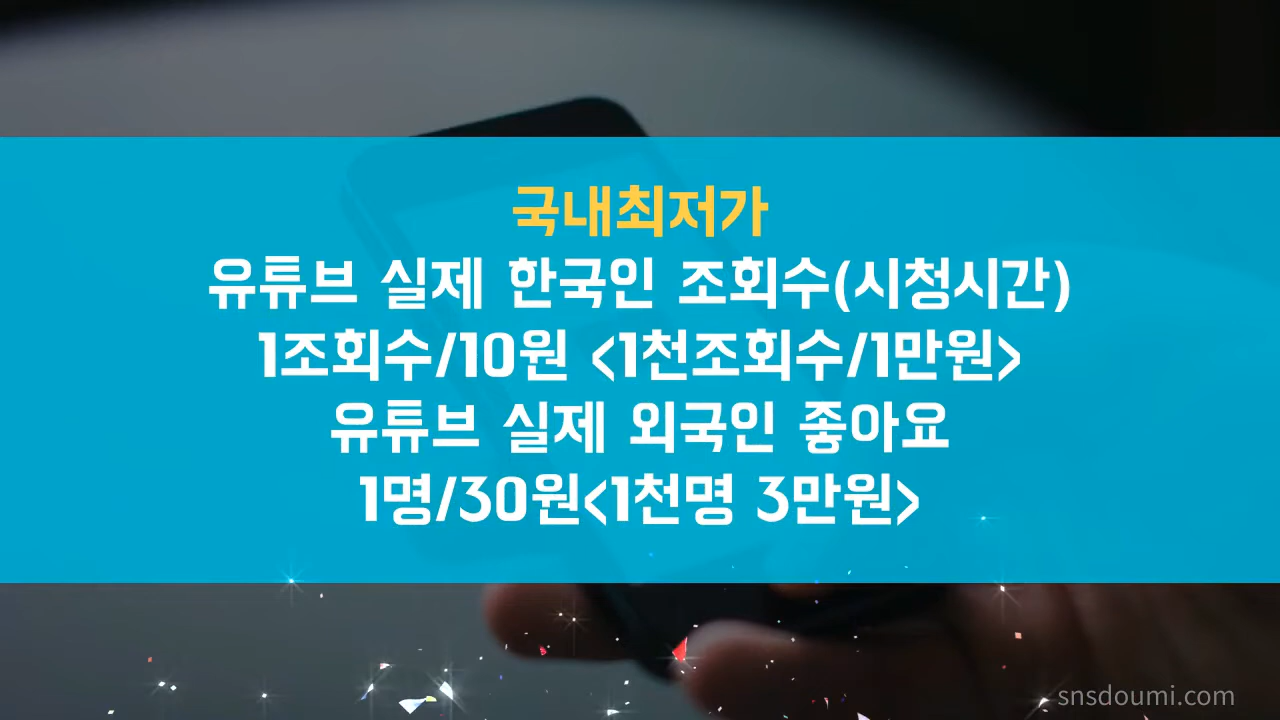 국내최저가
유튜브 실제 한국인 조회수(시청시간)
1조회수/10원 <1천조회수/1만원>
유튜브 실제 외국인 좋아요
1명/30원<1천명 3만원>
snsdoumi.com